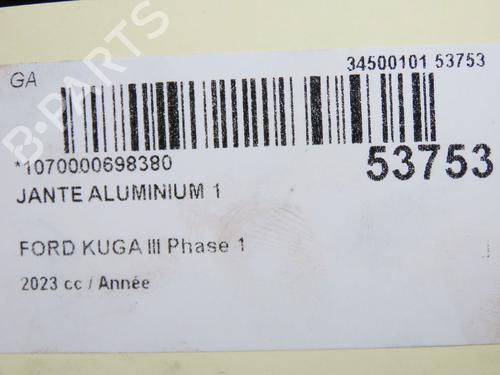 GA
34500101 53753
*1070000698380
53753
JANTE ALUMINIUM 1
FORD KUGA III Phase 1
2023 cc / Année
B-PARTS